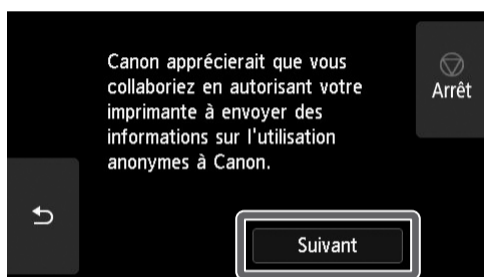 Canon apprécierait que vous
collaboriez en autorisant votre
imprimante à envoyer des
informations sur l'utilisation
anonymes à Canon.
Arrêt
Suivant